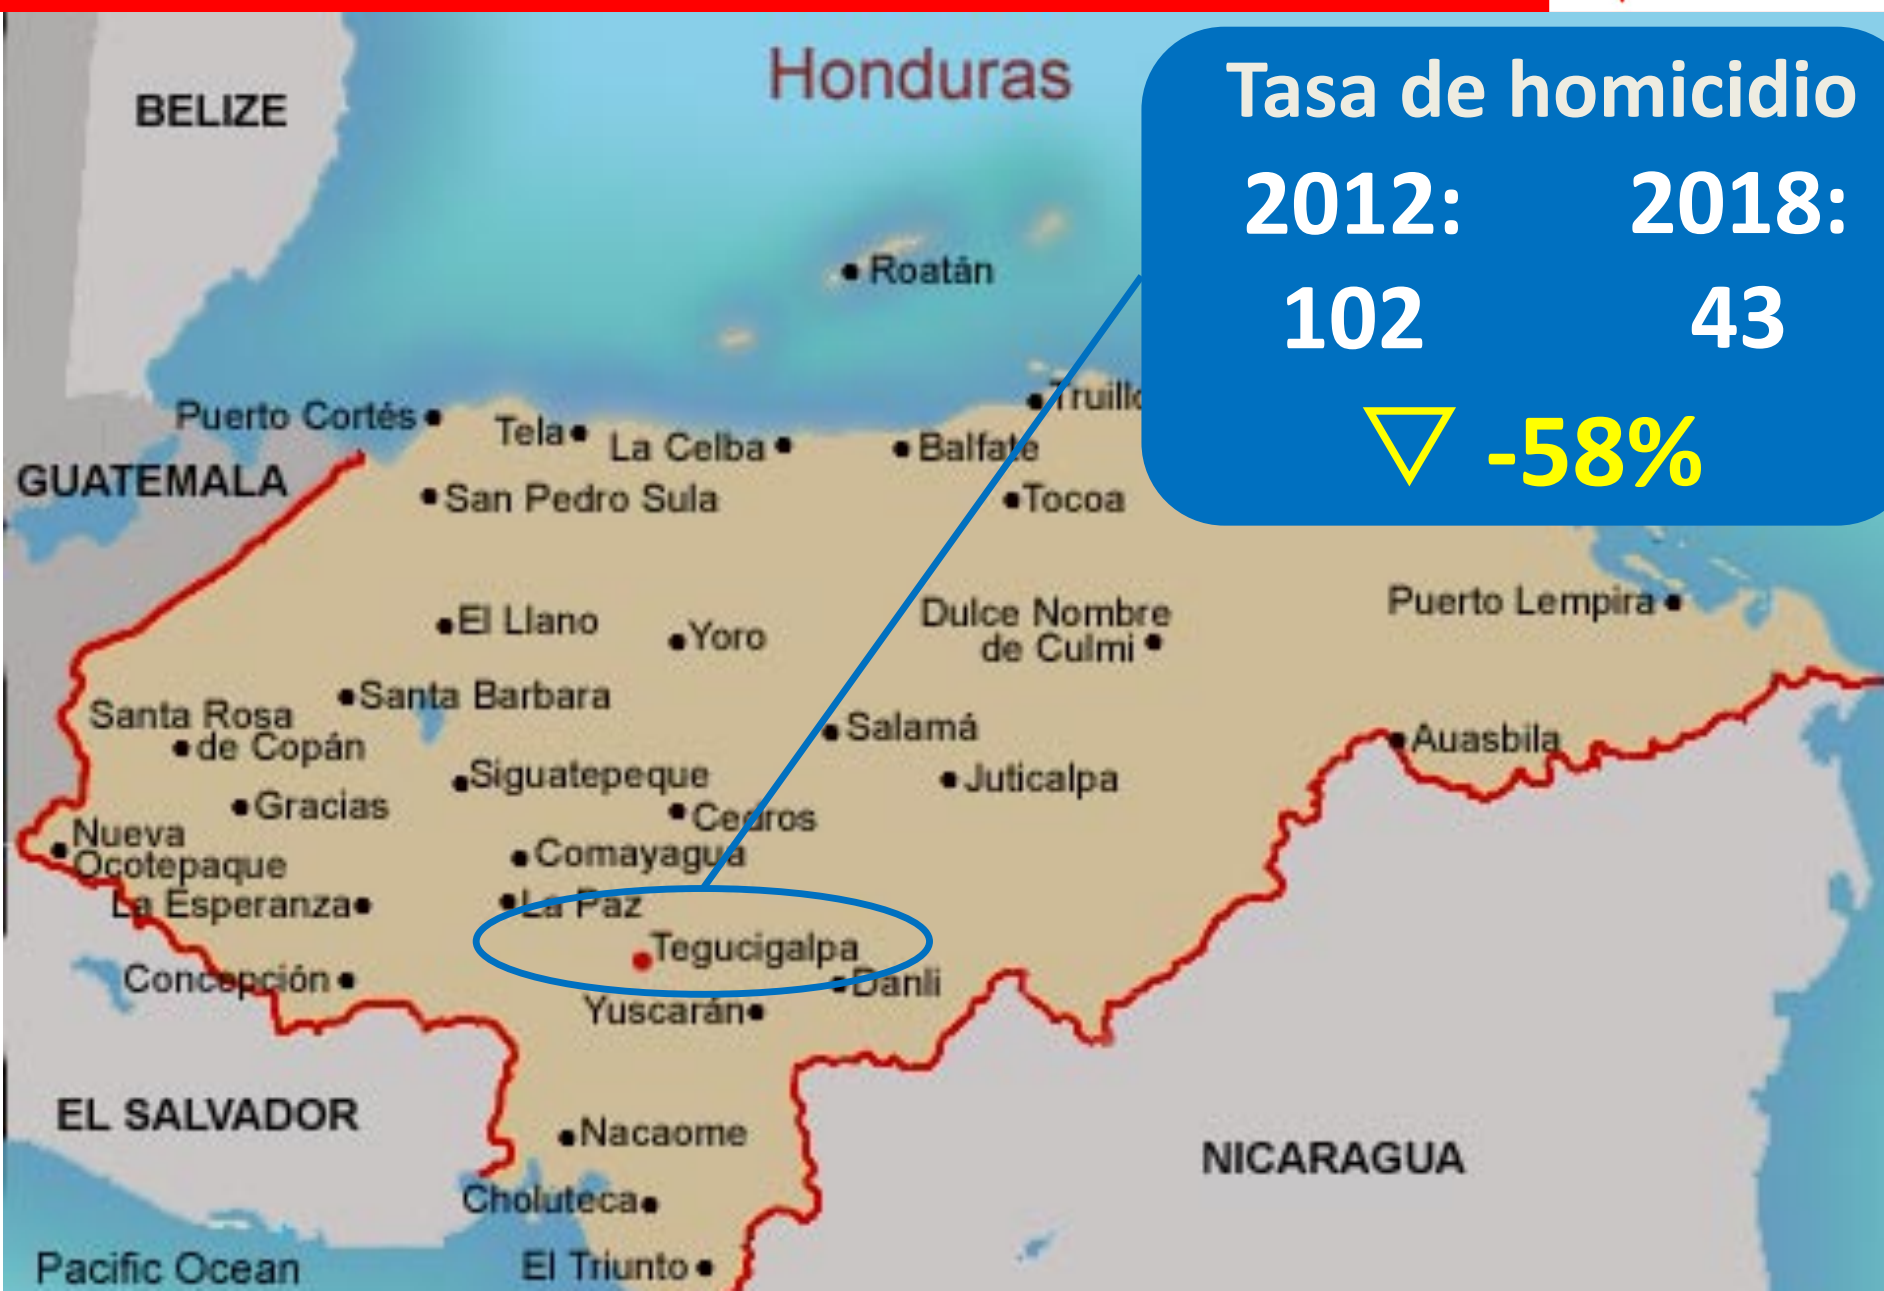 Honduras
BELIZE
Tasa de homicidio
2012: 2018:
102 43
-58%
Roatán
Puerto Cortés
Tela
La Celba
Balfate
GUATEMALA
San Pedro Sula
Tocoa
El Llano
Yoro
Dulce Nombre
de Culmi
Puerto Lempira
Santa Barbara
Santa Rosa
de Copán
Salamá
Auasbila
Siguatepeque
Juticalpa
Gracias
Cedros
Nueva
Ocotepaque
Comayagua
La Esperanza
La Paz
Tegucigalpa
Concepción
Danli
Yuscarán
EL SALVADOR
Nacaome
NICARAGUA
Choluteca
Pacific Ocean
El Triunto